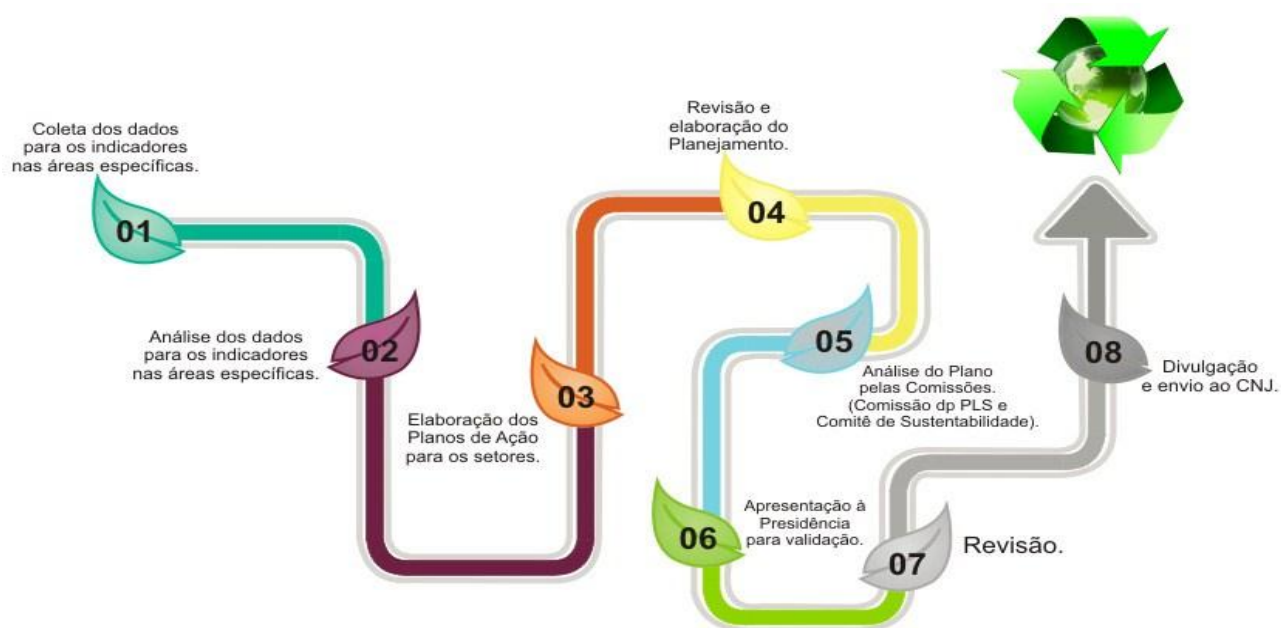 01
Coleta dos dados
para os indicadores
nas áreas específicas.
02
Análise dos dados
para os indicadores
nas áreas específicas.
03
Elaboração dos
Planos de Ação
para os setores.
04
Revisão e
elaboração do
Planejamento.
05
Análise do Plano
pelas Comissões.
(Comissão dp PLS e
Comitê de Sustentabilidade).
06
Apresentação à
Presidência
para validação.
07
Revisão.
08
Divulgação
e envio ao CNJ.